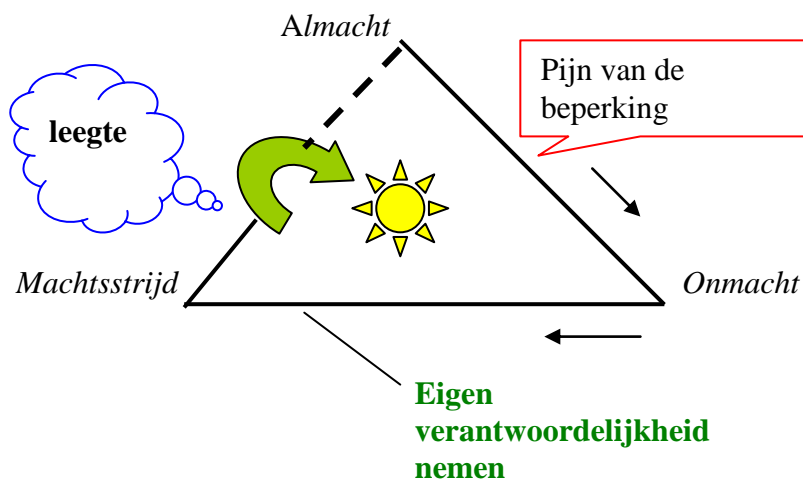 Almacht
Pijn van de
beperking
leegte
Machtsstrijd
Onmacht
Eigen
verantwoordelijkheid
nemen